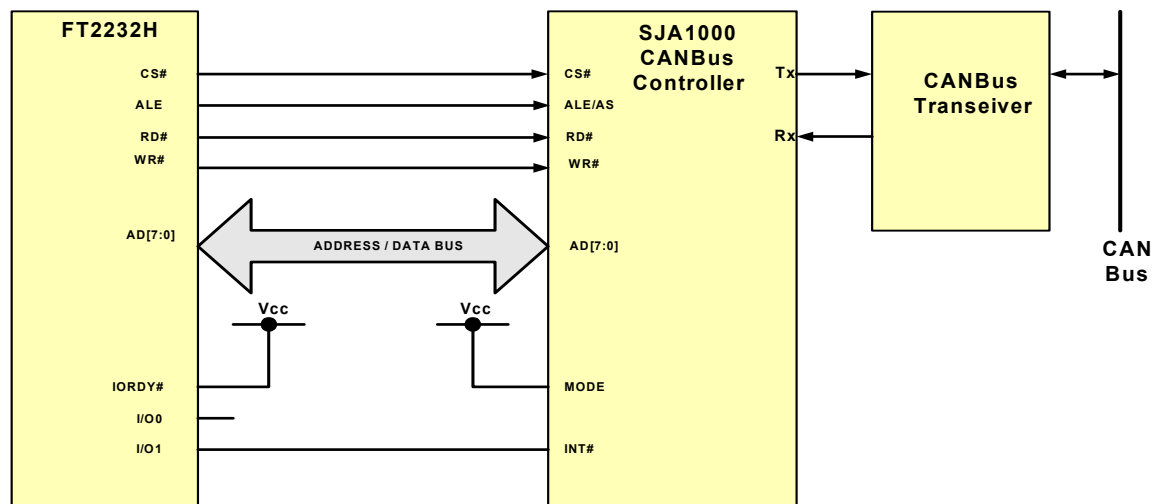 FT2232H
CS#
ALE
RD#
WR#
AD[7:0]
IORDY#
I/O0
I/O1
ADDRESS / DATA BUS
Vcc
Vcc
SJA1000
CANBus
Controller
CS#
ALE/AS
RD#
WR#
AD[7:0]
MODE
INT#
Tx
Rx
CANBus
Transeiver
CAN
Bus